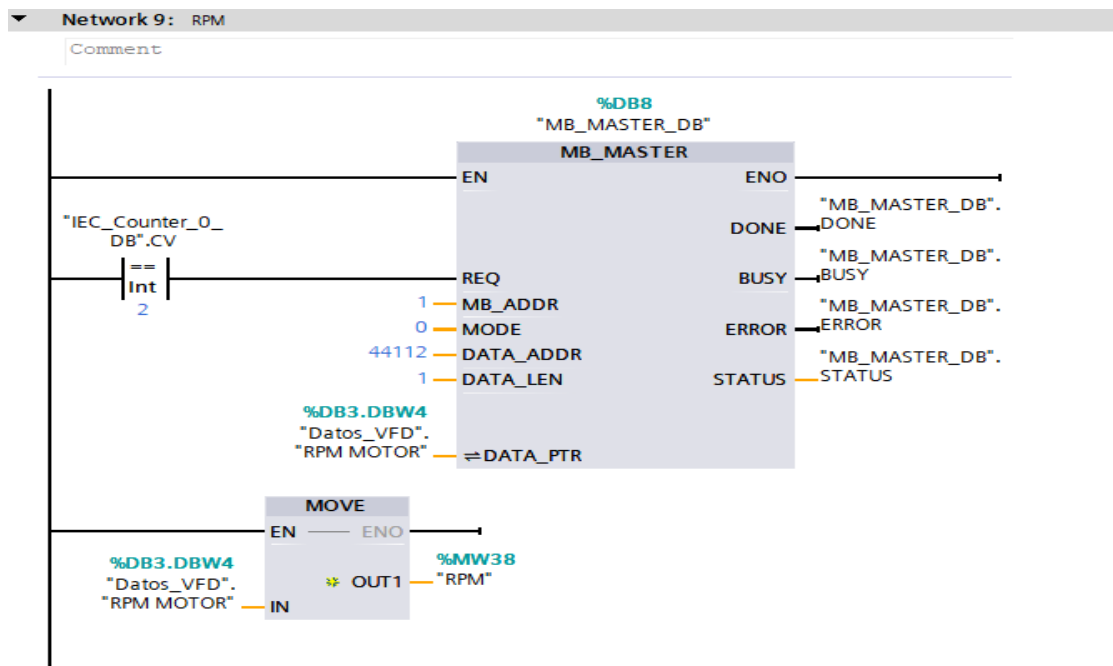 Network 9: RPM
Comment
%DB8
"MB_MASTER_DB"
MB_MASTER
EN ENO
"MB_MASTER_DB".
DONE DONE
"IEC_Counter_0_
DB".CV
==
Int
2
"MB_MASTER_DB".
REQ BUSY BUSY
1 MB_ADDR
"MB_MASTER_DB".
0 MODE ERROR ERROR
44112 DATA_ADDR
"MB_MASTER_DB".
1 DATA_LEN STATUS STATUS
%DB3.DBW4
"Datos_VFD".
"RPM MOTOR" DATA_PTR
MOVE
EN ENO
%DB3.DBW4
"Datos_VFD".
"RPM MOTOR" IN
OUT1
%MW38
"RPM"